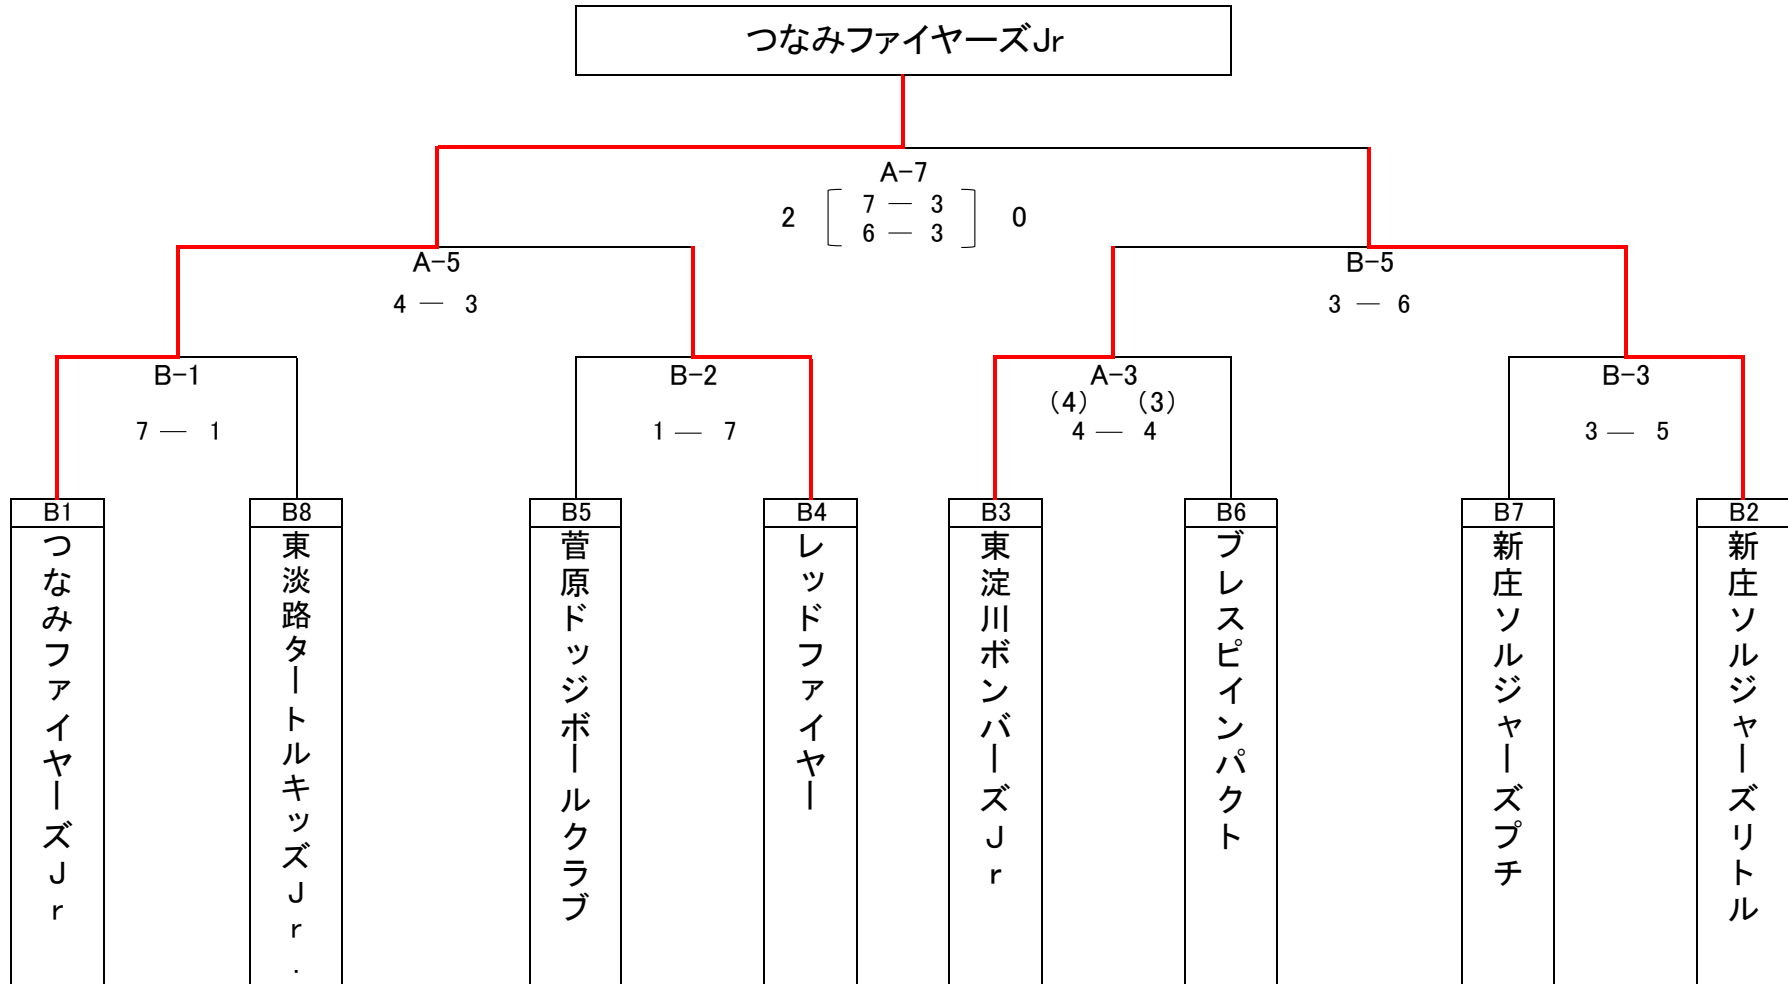 つなみファイヤーズJr
A-7
2 7 — 3 0
6 — 3
A-5
4 — 3
B-5
3 — 6
B-1
7 — 1
B-2
1 — 7
A-3
(4) (3)
4 — 4
B-3
3 — 5
B1
つなみファイヤーズJr
B8
東淡路タートルキッズJr.
B5
菅原ドッジボールクラブ
B4
レッドファイヤー
B3
東淀川ボンバーズJr
B6
ブレスピインパクト
B7
新庄ソルジャーズプチ
B2
新庄ソルジャーズリトル